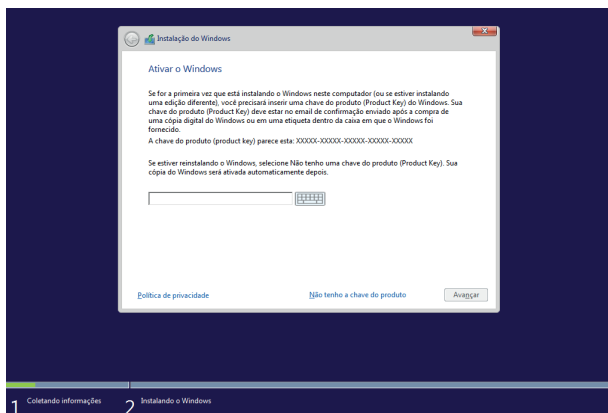 Instalação do Windows
Ativar o Windows
Se for a primeira vez que está instalando o Windows neste computador (ou se estiver instalando
uma edição diferente), você precisará inserir uma chave do produto (Product Key) do Windows. Sua
chave do produto (Product Key) deve estar no email de confirmação enviado após a compra de
uma cópia digital do Windows ou em uma etiqueta dentro da caixa em que o Windows foi
fornecido.
A chave do produto (product key) parece esta: XXXXX-XXXXX-XXXXX-XXXXX-XXXXX
Se estiver reinstalando o Windows, selecione Não tenho uma chave do produto (Product Key). Sua
cópia do Windows será ativada automaticamente depois.
Política de privacidade Não tenho a chave do produto Avançar
1 Coletando informações 2 Instalando o Windows